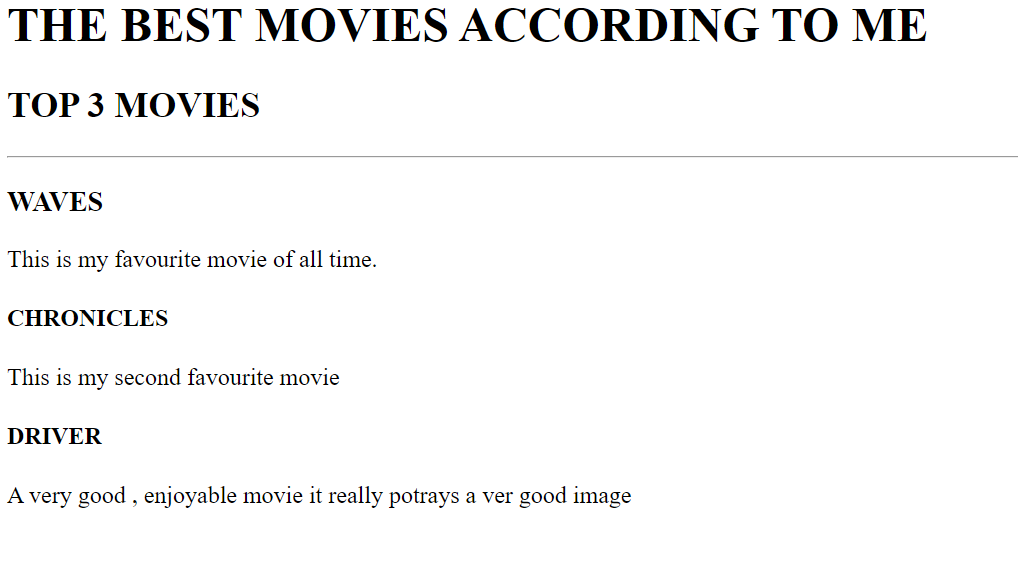 THE BEST MOVIES ACCORDING TO ME
TOP 3 MOVIES
WAVES
This is my favourite movie of all time.
CHRONICLES
This is my second favourite movie
DRIVER
A very good , enjoyable movie it really potrays a ver good image